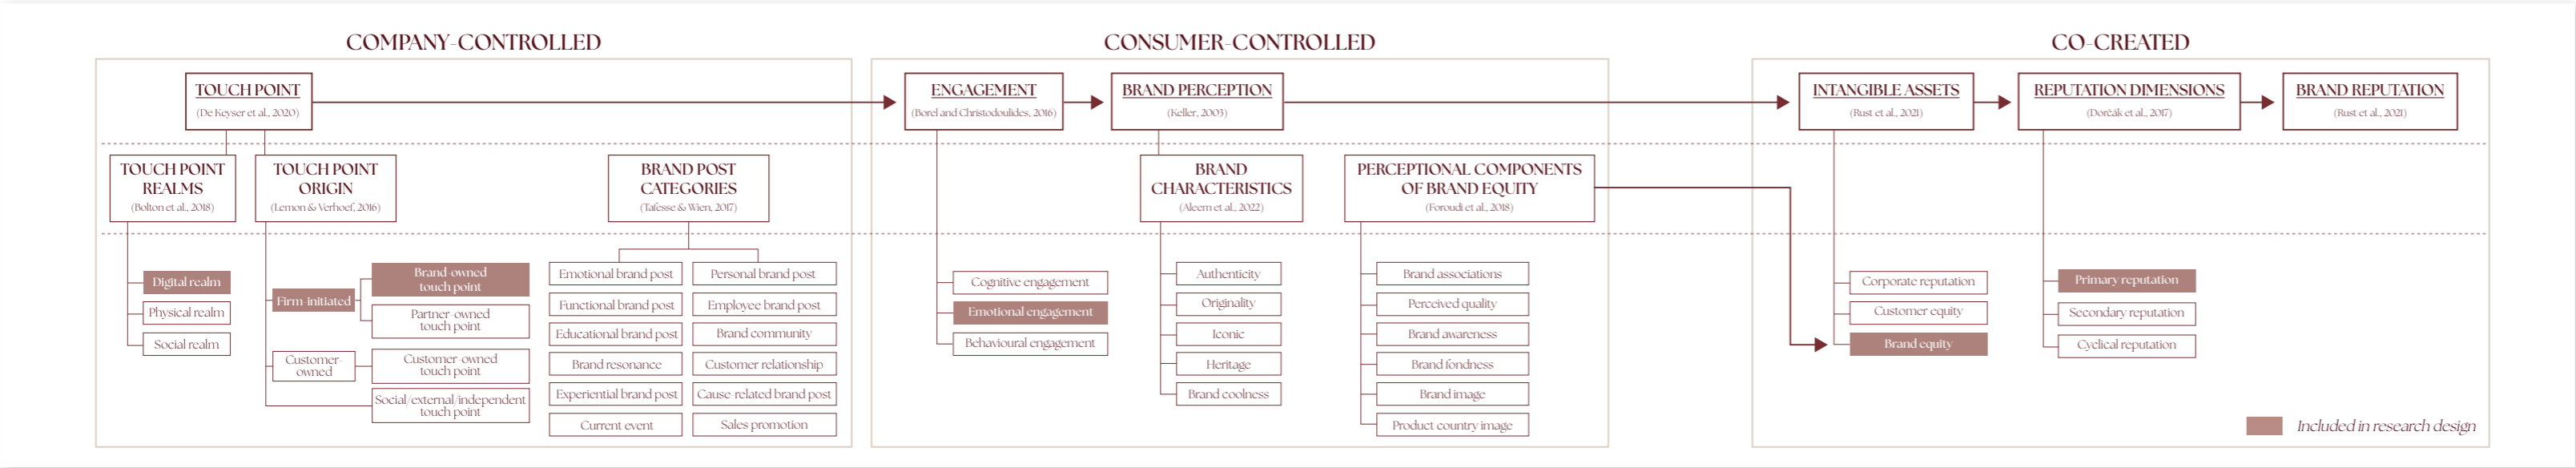 COMPANY-CONTROLLED
CONSUMER-CONTROLLED
CO-CREATED
TOUCH POINT
(De Keyser et al., 2020)
ENGAGEMENT
(Borel and Christodoulides, 2016)
BRAND PERCEPTION
(Keller, 2003)
INTANGIBLE ASSETS
(Rust et al., 2021)
REPUTATION DIMENSIONS
(Dorčák et al., 2017)
BRAND REPUTATION
(Rust et al., 2021)
TOUCH POINT
REALMS
(Bolton et al., 2018)
TOUCH POINT
ORIGIN
(Lemon & Verhoef, 2016)
BRAND POST
CATEGORIES
(Tafesse & Wien, 2017)
BRAND
CHARACTERISTICS
(Aleem et al., 2022)
PERCEPTIONAL COMPONENTS
OF BRAND EQUITY
(Foroudi et al., 2018)
Digital realm
Physical realm
Social realm
Firm-initiated
Brand-owned
touch point
Partner-owned
touch point
Customer-
owned
Customer-owned
touch point
Social/external/independent
touch point
Emotional brand post
Functional brand post
Educational brand post
Brand resonance
Experiential brand post
Current event
Personal brand post
Employee brand post
Brand community
Customer relationship
Cause-related brand post
Sales promotion
Cognitive engagement
Emotional engagement
Behavioural engagement
Authenticity
Originality
Iconic
Heritage
Brand coolness
Brand associations
Perceived quality
Brand awareness
Brand fondness
Brand image
Product country image
Corporate reputation
Customer equity
Brand equity
Primary reputation
Secondary reputation
Cyclical reputation
Included in research design